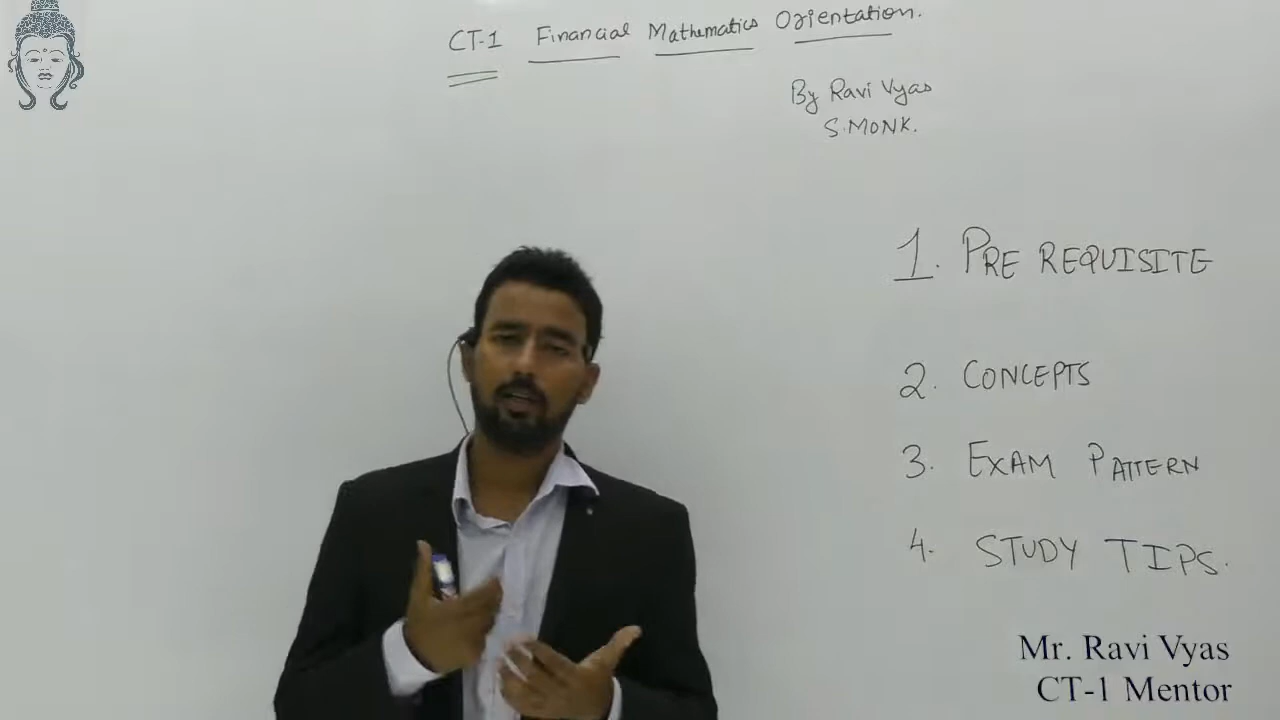 CT-1 Financial Mathematics Orientation.
By Ravi Vyas
S.MONK.
1. PRE REQUISITE
2. CONCEPTS
3. EXAM PATTERN
4. STUDY TIPS.
Mr. Ravi Vyas
CT-1 Mentor